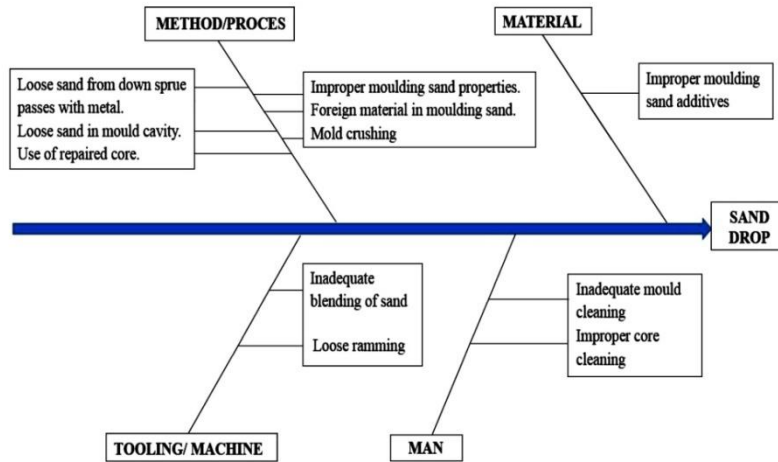 METHOD/PROCES
MATERIAL
Loose sand from down sprue
passes with metal.
Loose sand in mould cavity.
Use of repaired core.
Improper moulding sand properties.
Foreign material in moulding sand.
Mold crushing
Improper moulding
sand additives
SAND
DROP
Inadequate
blending of sand
Loose ramming
Inadequate mould
cleaning
Improper core
cleaning
TOOLING/ MACHINE
MAN